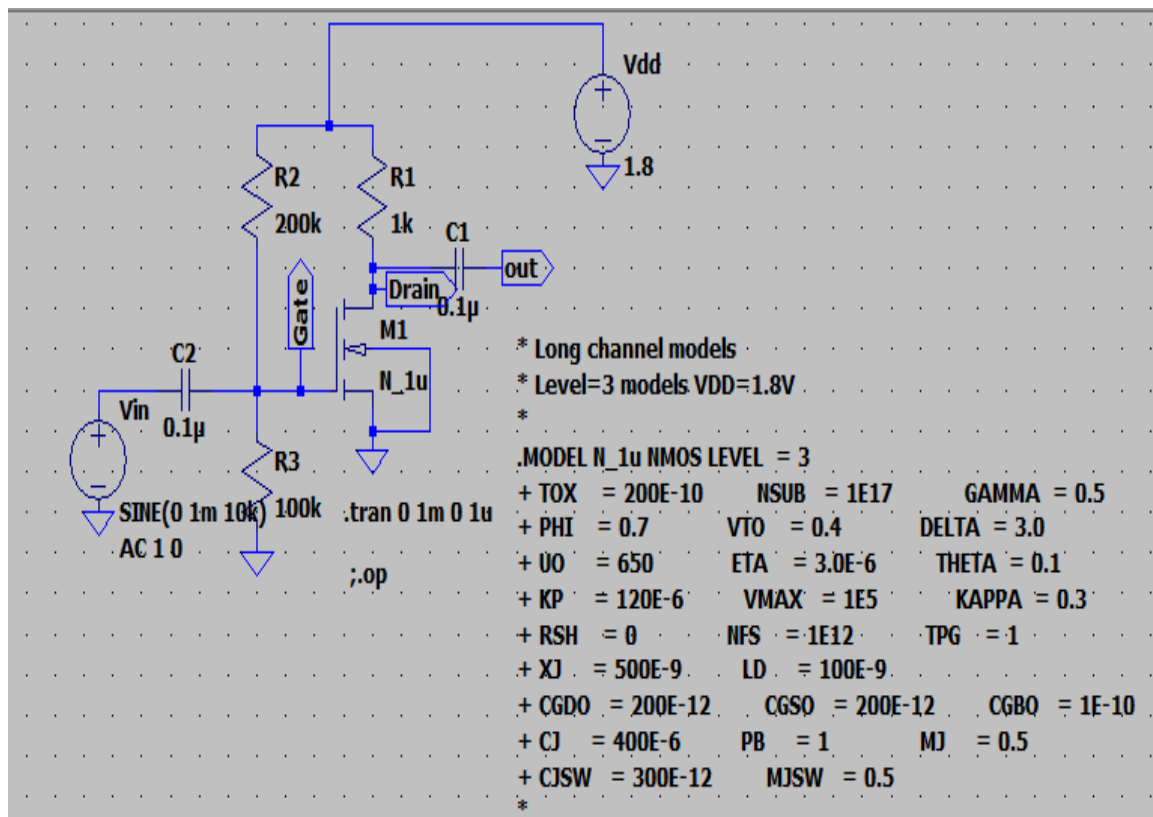 Vdd
+
−
1.8
R2
200k
R1
1k
C1
0.1µ
out
Drain
Gate
M1
N_1u
C2
0.1µ
Vin
+
−
SINE(0 1m 10k)
AC 1 0
R3
100k
.tran 0 1m 0 1u
;.op
* Long channel models
* Level=3 models VDD=1.8V
*
.MODEL N_1u NMOS LEVEL = 3
+ TOX = 200E-10 NSUB = 1E17 GAMMA = 0.5
+ PHI = 0.7 VTO = 0.4 DELTA = 3.0
+ UO = 650 ETA = 3.0E-6 THETA = 0.1
+ KP = 120E-6 VMAX = 1E5 KAPPA = 0.3
+ RSH = 0 NFS = 1E12 TPG = 1
+ XJ = 500E-9 LD = 100E-9
+ CGDO = 200E-12 CGSO = 200E-12 CGBO = 1E-10
+ CJ = 400E-6 PB = 1 MJ = 0.5
+ CJSW = 300E-12 MJSW = 0.5
*